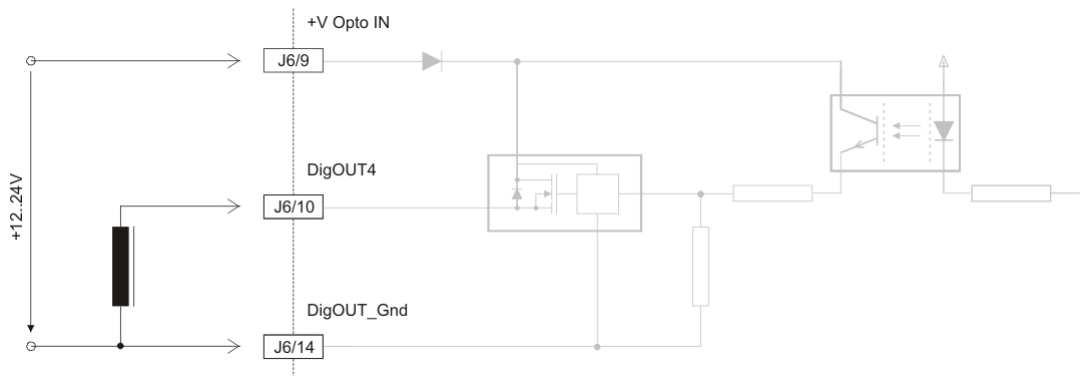 +V Opto IN
J6/9
DigOUT4
J6/10
+12..24V
DigOUT_Gnd
J6/14